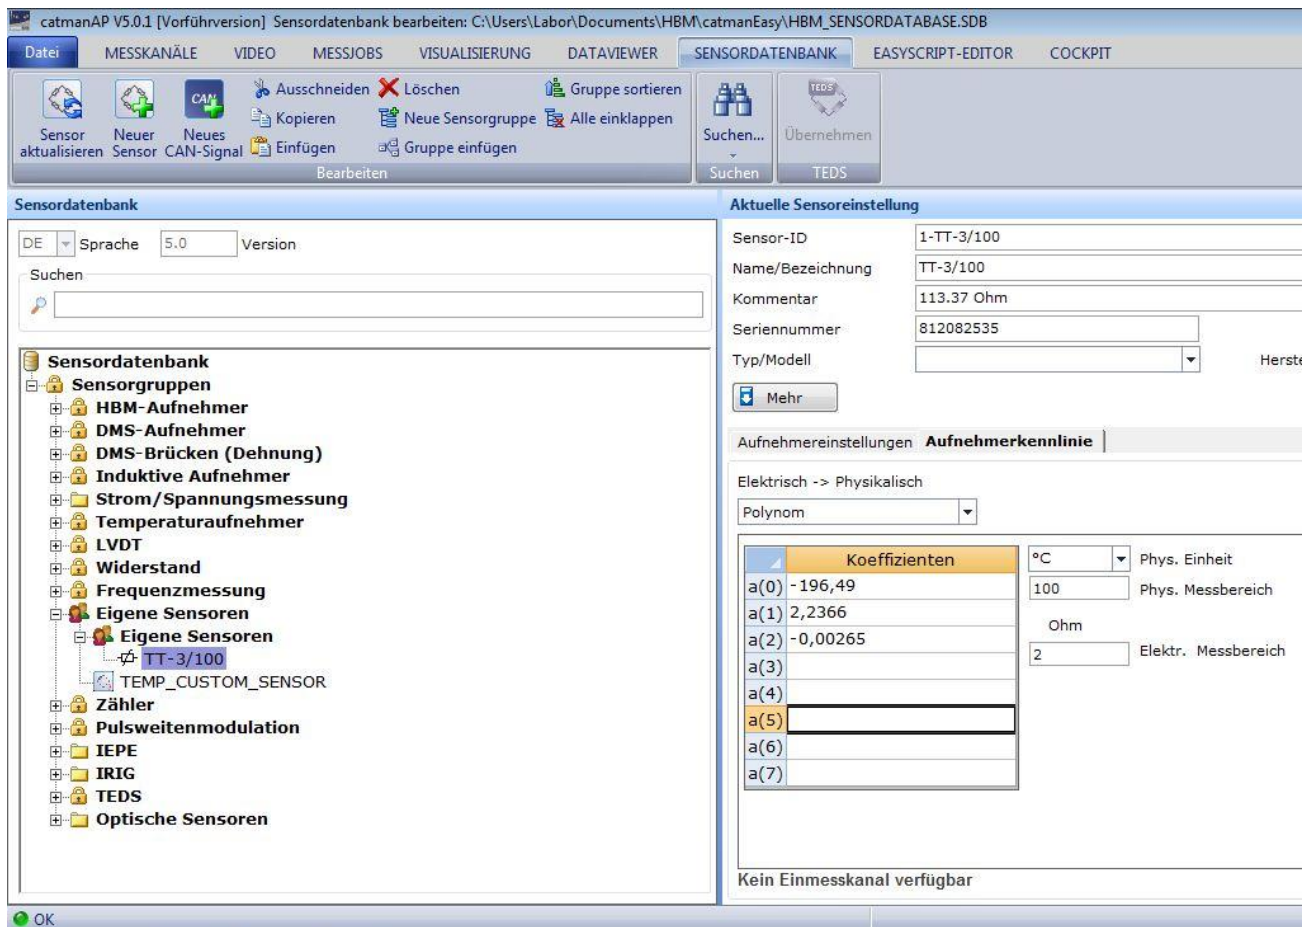 catmanAP V5.0.1 [Vorführversion] Sensordatenbank bearbeiten: C:\Users\Labor\Documents\HBM\catmanEasy\HBM_SENSORDATABASE.SDB
Datei MESSKANÄLE VIDEO MESSJOBS VISUALISIERUNG DATAVIEWER SENSORDATENBANK EASYSCRIPT-EDITOR COCKPIT
Sensor aktualisieren
Neuer Sensor
CAN
Neues CAN-Signal
Ausschneiden
Kopieren
Einfügen
Löschen
Neue Sensorgruppe
Gruppe einfügen
Gruppe sortieren
Alle einklappen
Bearbeiten
Suchen...
Suchen
TEDS
Übernehmen
TEDS
Sensordatenbank
DE Sprache 5.0 Version
Suchen
Sensordatenbank
Sensorgruppen
HBM-Aufnehmer
DMS-Aufnehmer
DMS-Brücken (Dehnung)
Induktive Aufnehmer
Strom/Spannungsmessung
Temperaturaufnehmer
LVDT
Widerstand
Frequenzmessung
Eigene Sensoren
Eigene Sensoren
TT-3/100
TEMP_CUSTOM_SENSOR
Zähler
Pulsweitenmodulation
IEPE
IRIG
TEDS
Optische Sensoren
Aktuelle Sensoreinstellung
Sensor-ID 1-TT-3/100
Name/Bezeichnung TT-3/100
Kommentar 113.37 Ohm
Seriennummer 812082535
Typ/Modell Herste
Mehr
Aufnehmereinstellungen Aufnehmerkennlinie
Elektrisch -> Physikalisch
Polynom
Koeffizienten
a(0) -196,49
a(1) 2,2366
a(2) -0,00265
a(3)
a(4)
a(5)
a(6)
a(7)
°C Phys. Einheit
100 Phys. Messbereich
Ohm
2 Elektr. Messbereich
Kein Einmesskanal verfügbar
OK